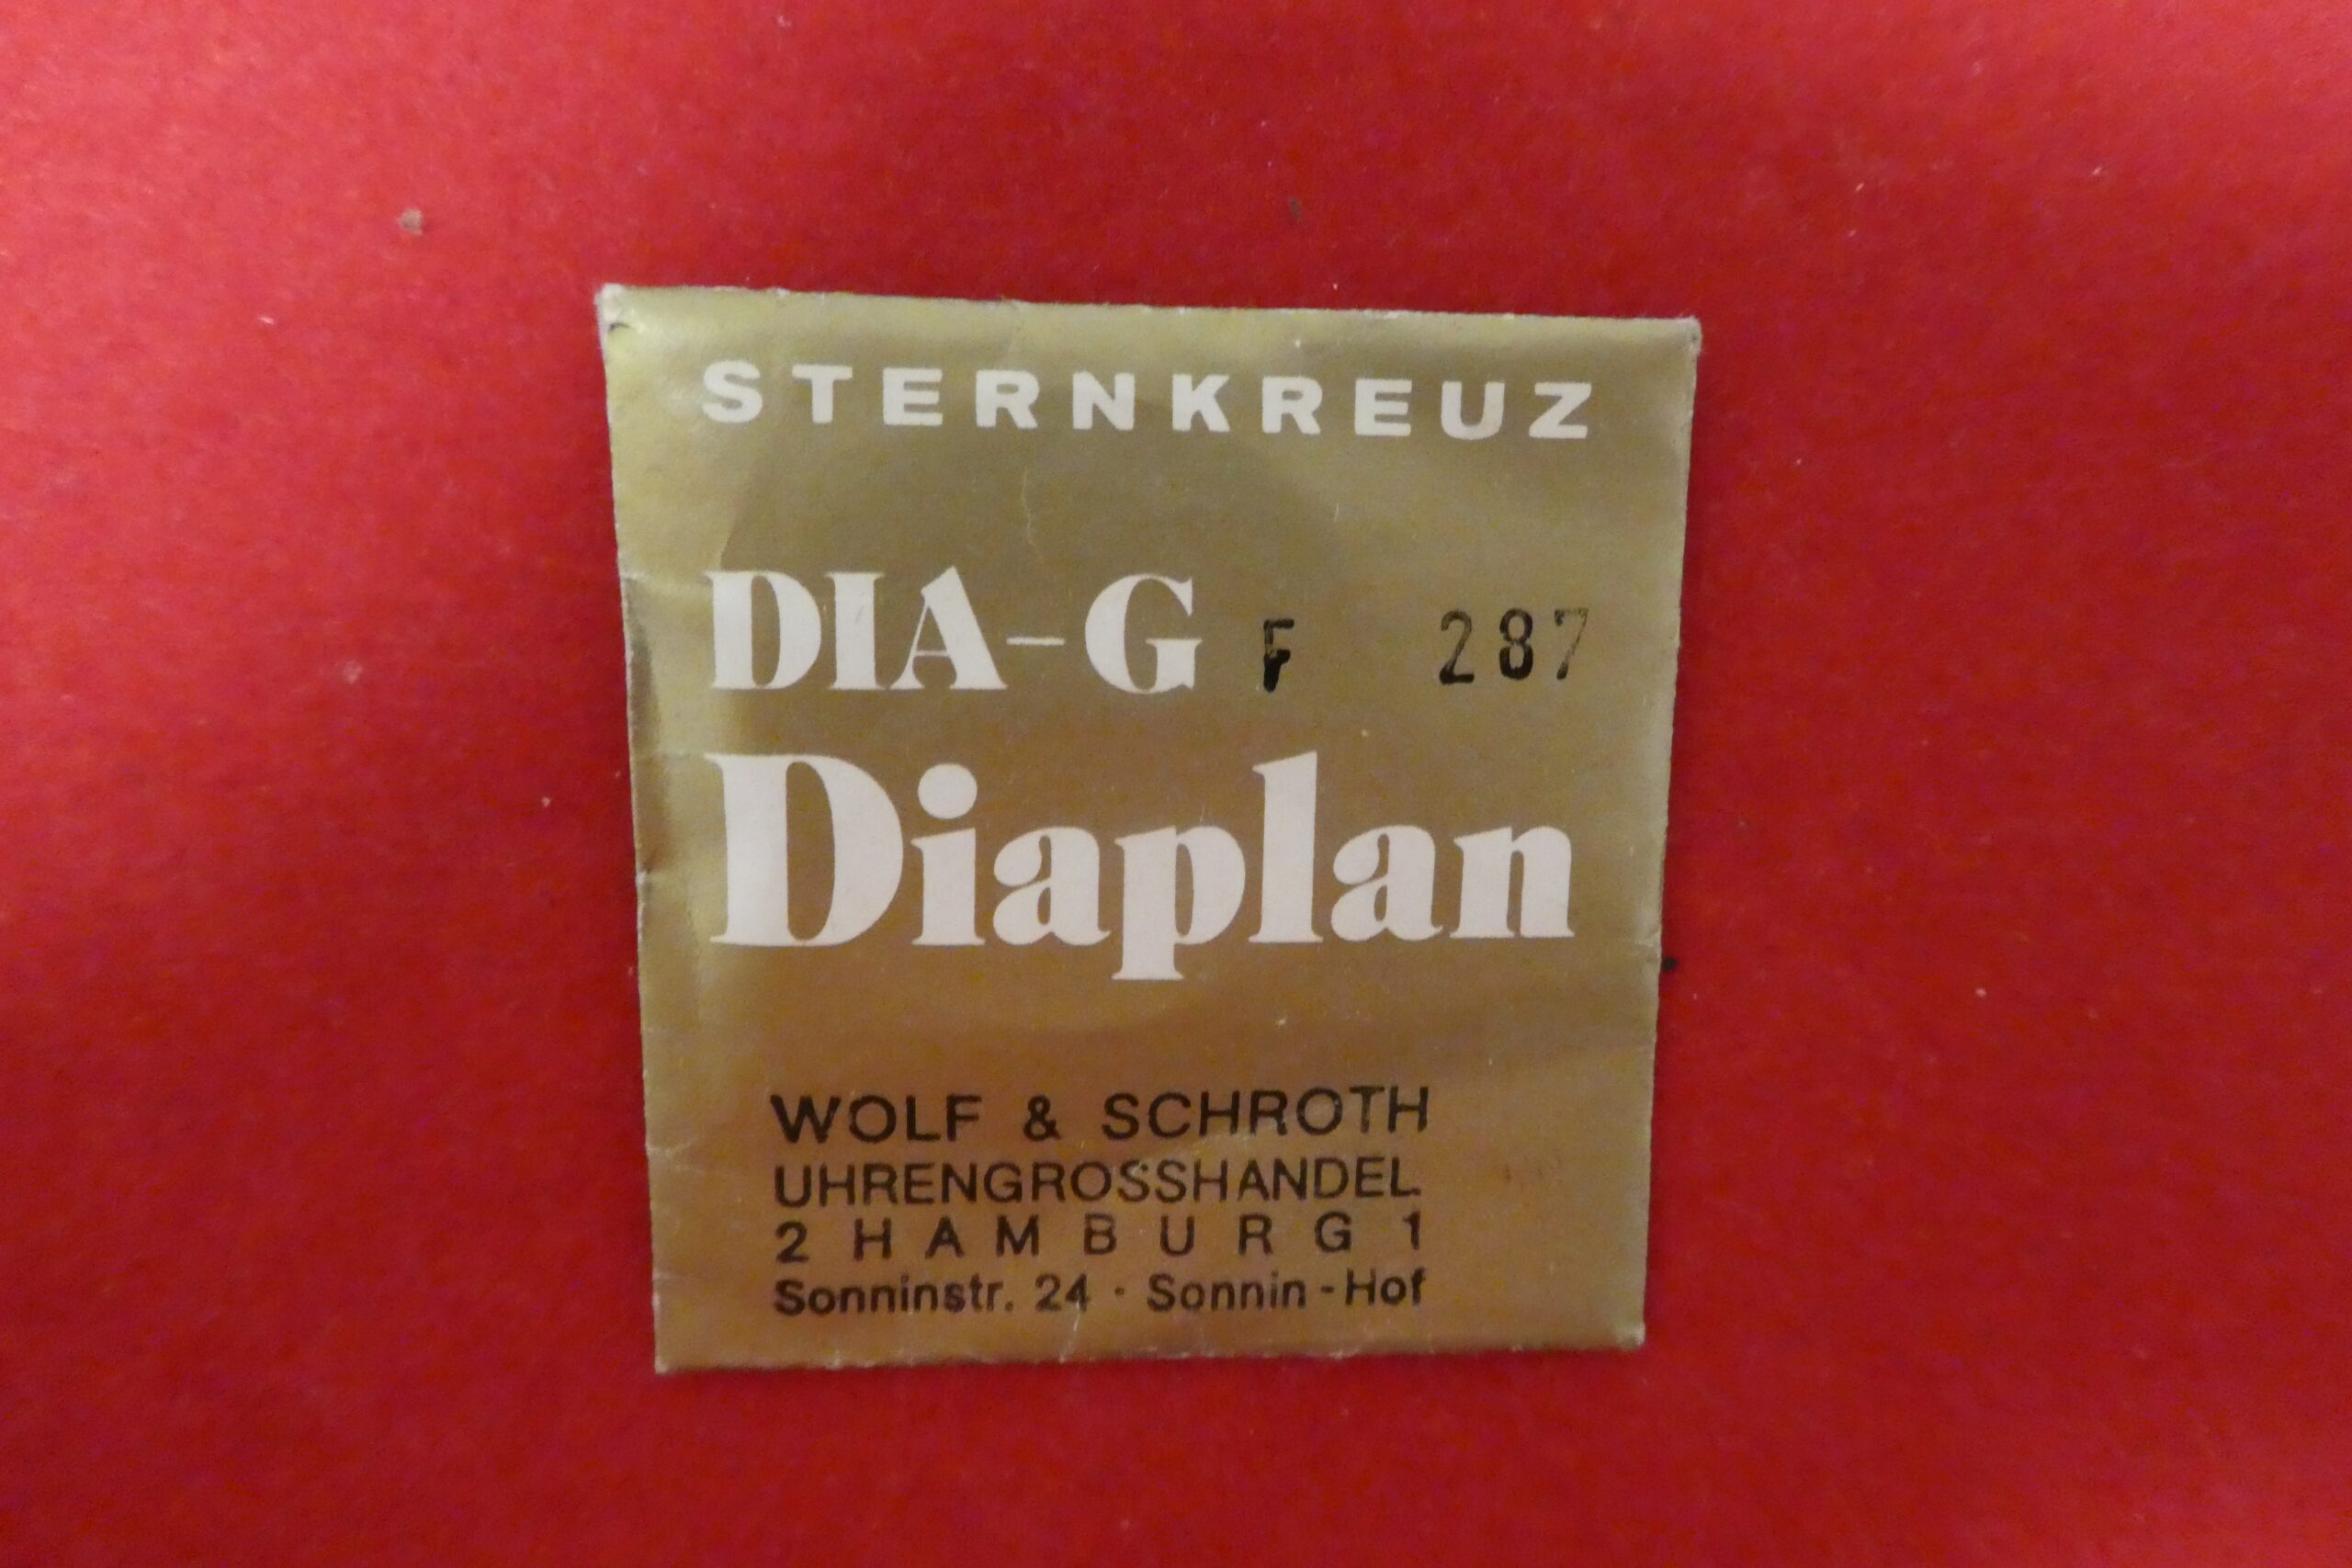 STERNKREUZ
DIA-G F 287
Diaplan
WOLF & SCHROTH
UHRENGROSSHANDEL
2 HAMBURG 1
Sonninstr. 24 · Sonnin-Hof